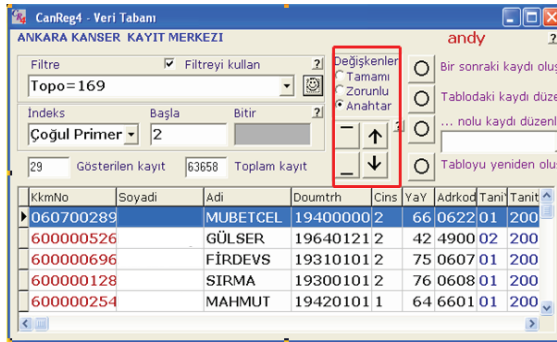 CanReg4 - Veri Tabanı
ANKARA KANSER KAYIT MERKEZI
andy
?
Filtre
Filtreyi kullan
?
Topo=169
Değişkenler
Tamamı
Zorunlu
Anahtar
Bir sonraki kaydı oluş
Tablodaki kaydı düze
... nolu kaydı düzenl
Tabloyu yeniden oluş
İndeks
Başla
Bitir
?
Çoğul Primer
2
?
29 Gösterilen kayıt 63658 Toplam kayıt
KkmNo Soyadi Adi Doumtrh Cins YaY Adrkod Tani Tanit
060700289 MUBETCEL 19400000 2 66 0622 01 200
600000526 GÜLSER 19640121 2 42 4900 02 200
600000696 FİRDEVS 19310101 2 75 0607 01 200
600000128 SIRMA 19300101 2 76 0608 01 200
600000254 MAHMUT 19420101 1 64 6601 01 200